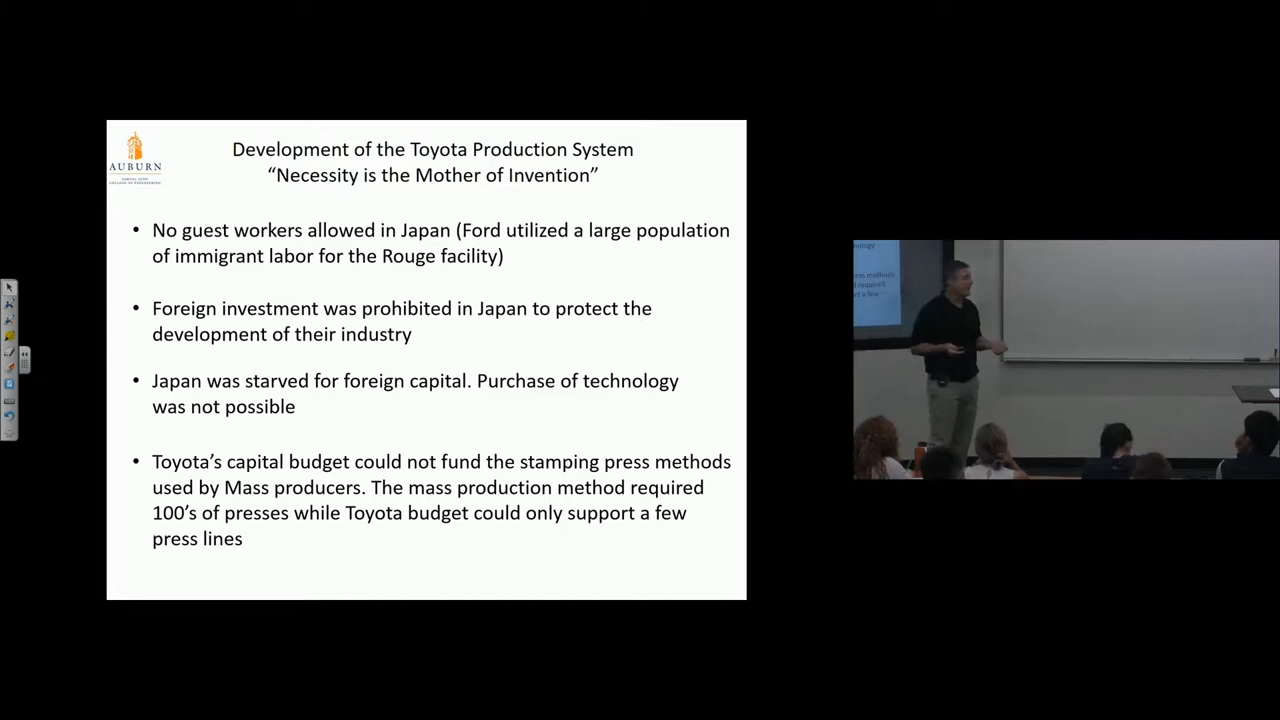 AUBURN
Development of the Toyota Production System
“Necessity is the Mother of Invention”
• No guest workers allowed in Japan (Ford utilized a large population
of immigrant labor for the Rouge facility)
• Foreign investment was prohibited in Japan to protect the
development of their industry
• Japan was starved for foreign capital. Purchase of technology
was not possible
• Toyota’s capital budget could not fund the stamping press methods
used by Mass producers. The mass production method required
100’s of presses while Toyota budget could only support a few
press lines